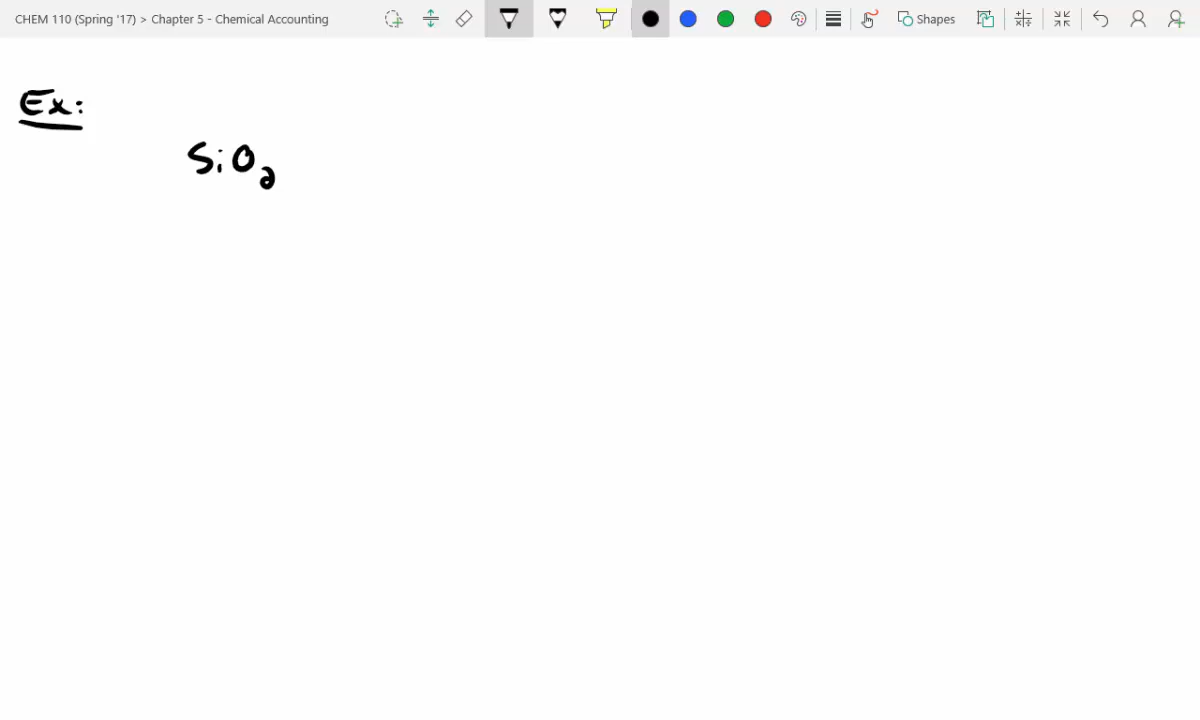 CHEM 110 (Spring '17) > Chapter 5 - Chemical Accounting Shapes
Ex:
SiO₂